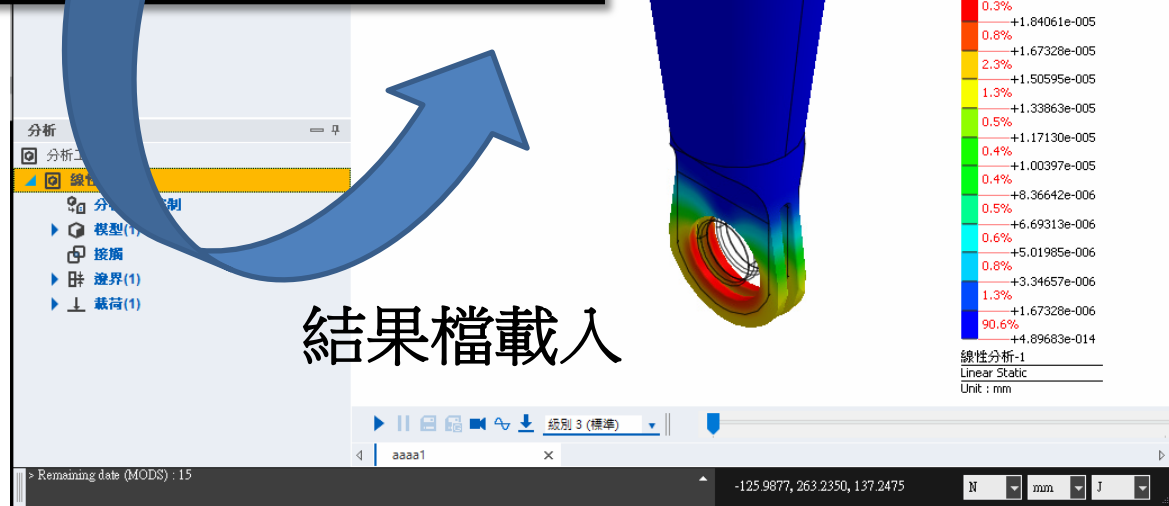 0.3%
+1.84061e-005
0.8%
+1.67328e-005
2.3%
+1.50595e-005
1.3%
+1.33863e-005
0.5%
+1.17130e-005
0.4%
+1.00397e-005
0.4%
+8.36642e-006
0.5%
+6.69313e-006
0.6%
+5.01985e-006
0.8%
+3.34657e-006
1.3%
+1.67328e-006
90.6%
+4.89683e-014
線性分析-1
Linear Static
Unit : mm
分析
分析
線性
分 制
模型(1)
接觸
邊界(1)
載荷(1)
結果檔載入
級別 3 (標準)
aaaa1
> Remaining date (MODS) : 15
-125.9877, 263.2350, 137.2475
N
mm
J